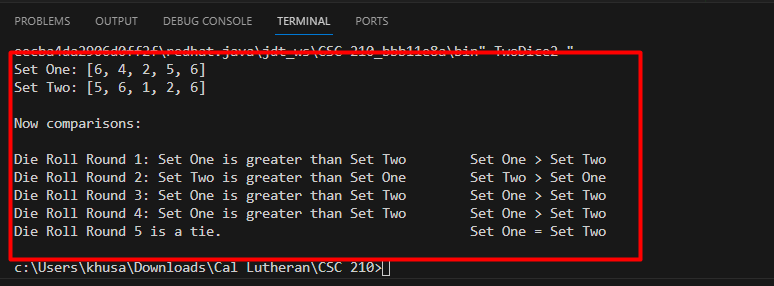 PROBLEMS OUTPUT DEBUG CONSOLE TERMINAL PORTS
eecba4da2906d0ff2f\redhat.java\jdt_ws\CSC 210_bbb11e8a\bin" TwoDice2 "
Set One: [6, 4, 2, 5, 6]
Set Two: [5, 6, 1, 2, 6]
Now comparisons:
Die Roll Round 1: Set One is greater than Set Two Set One > Set Two
Die Roll Round 2: Set Two is greater than Set One Set Two > Set One
Die Roll Round 3: Set One is greater than Set Two Set One > Set Two
Die Roll Round 4: Set One is greater than Set Two Set One > Set Two
Die Roll Round 5 is a tie. Set One = Set Two
c:\Users\khusa\Downloads\Cal Lutheran\CSC 210>